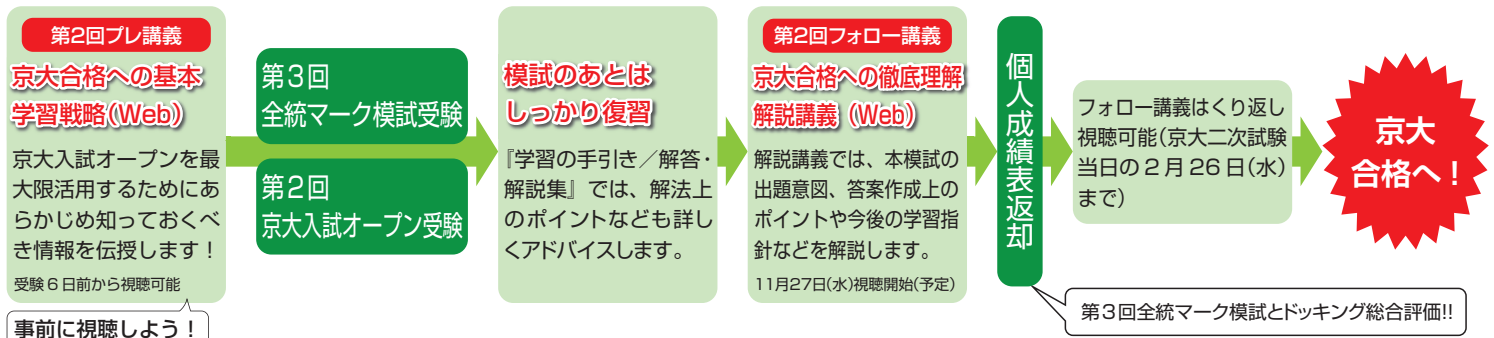 第2回プレ講義
京大合格への基本
学習戦略(Web)
京大入試オープンを最
大限活用するためにあ
らかじめ知っておくべ
き情報を伝授します！
受験6日前から視聴可能
事前に視聴しよう！
第3回
全統マーク模試受験
第2回
京大入試オープン受験
模試のあとは
しっかり復習
『学習の手引き／解答・
解説集』では、解法上
のポイントなども詳し
くアドバイスします。
第2回フォロー講義
京大合格への徹底理解
解説講義（Web）
解説講義では、本模試の
出題意図、答案作成上の
ポイントや今後の学習指
針などを解説します。
11月27日(水)視聴開始(予定)
個人成績表返却
フォロー講義はくり返し
視聴可能(京大二次試験
当日の2月26日(水)
まで)
第3回全統マーク模試とドッキング総合評価!!
京大
合格へ！